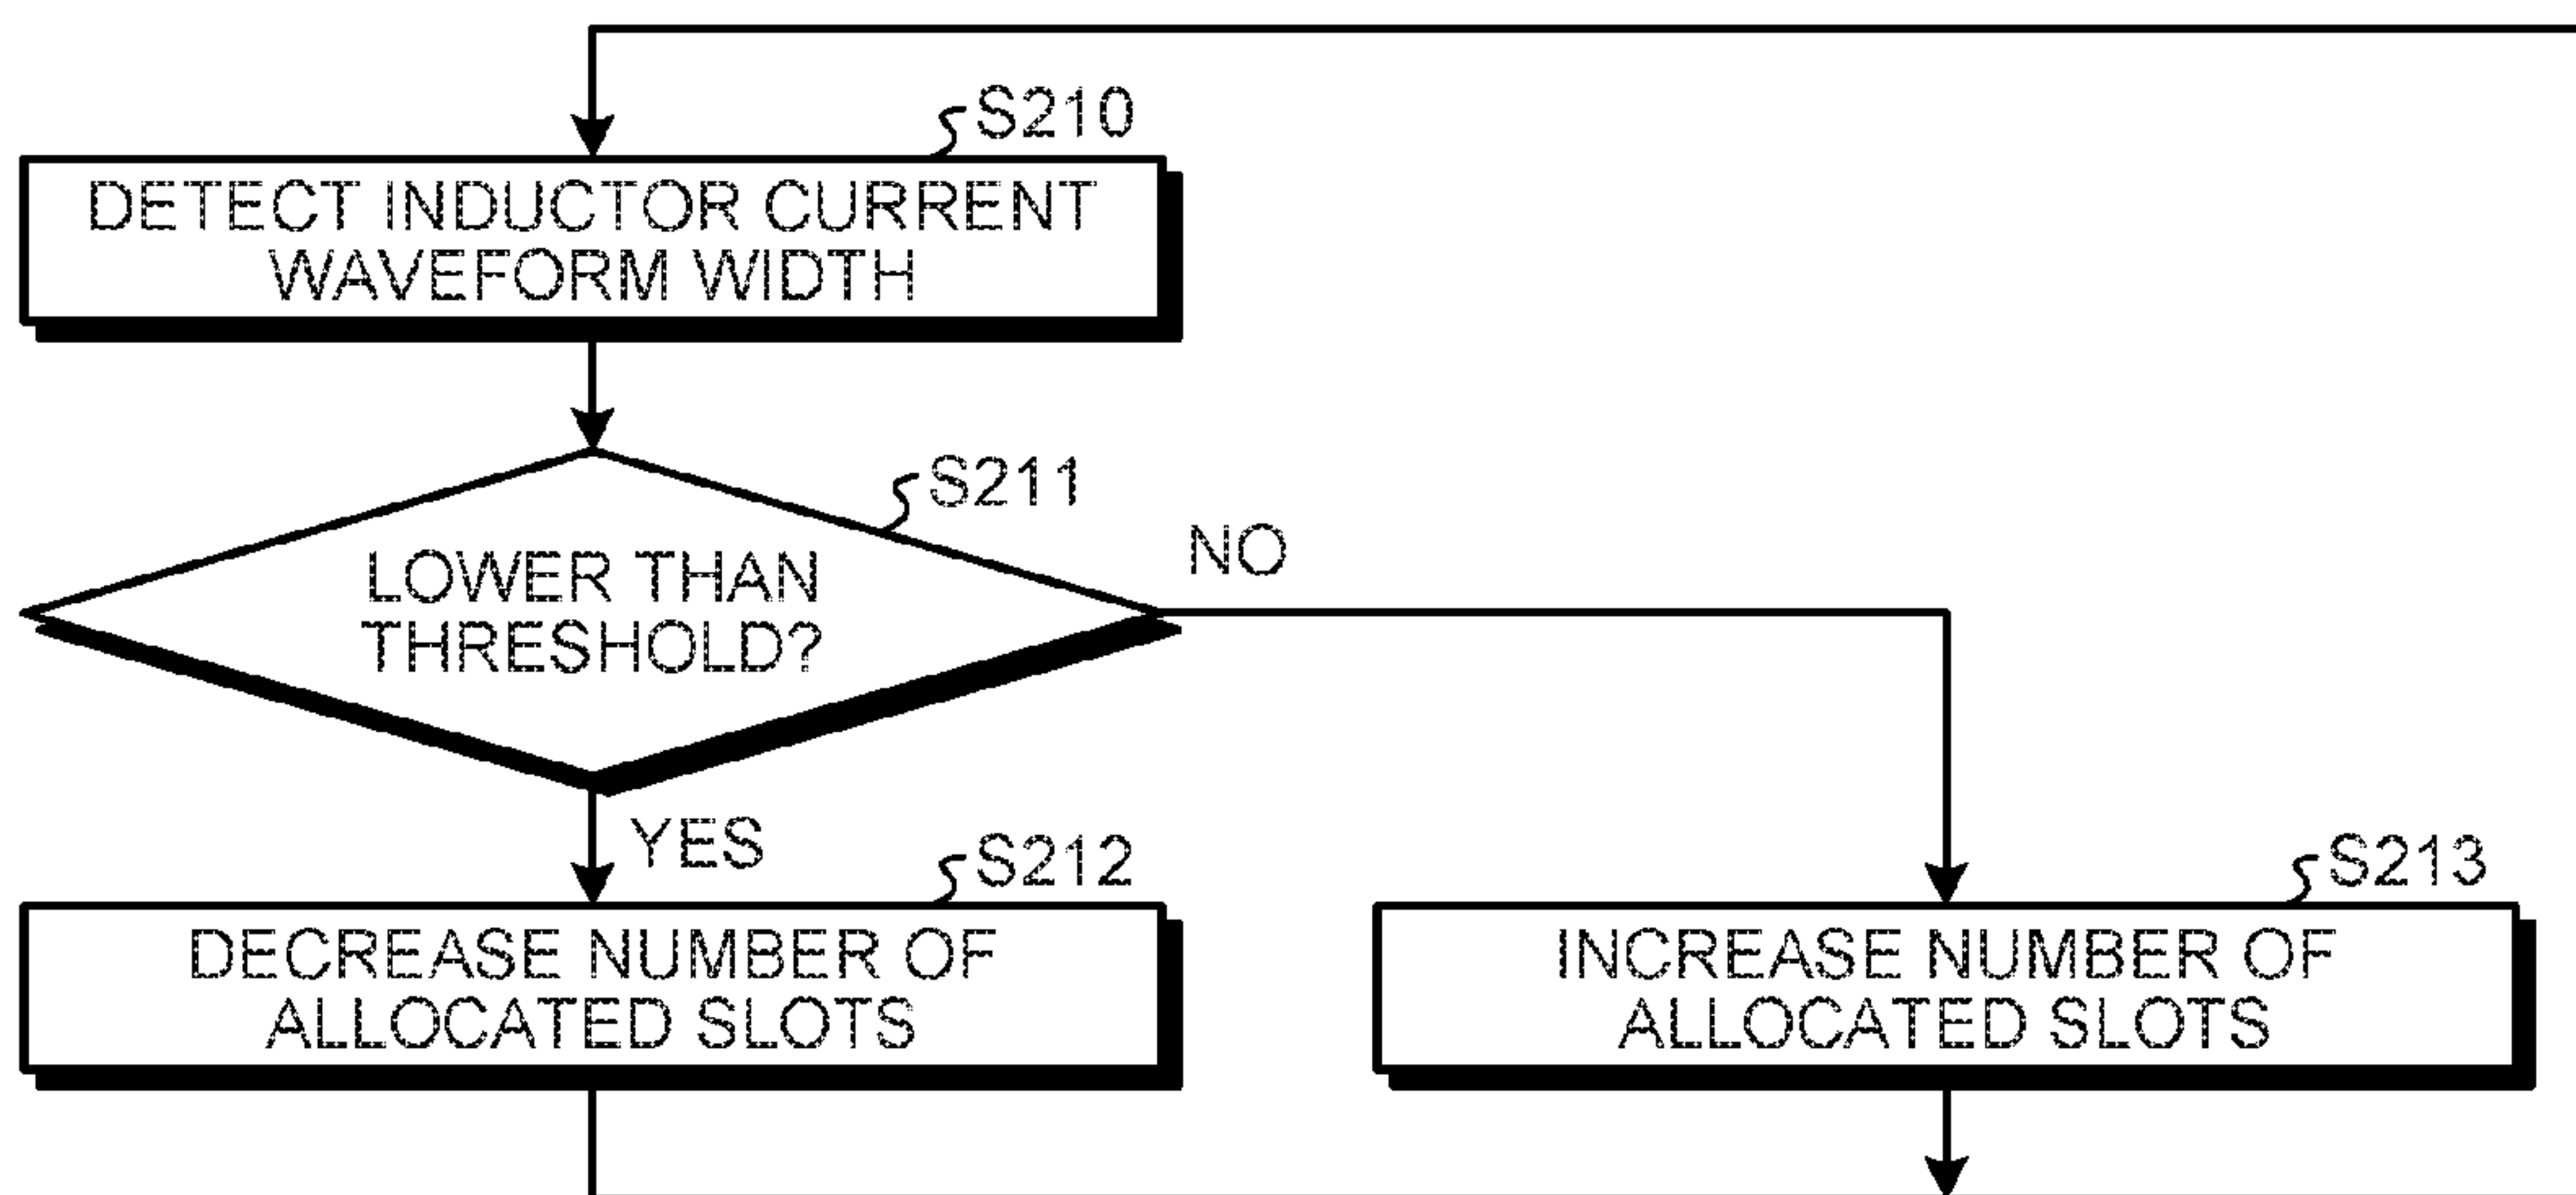 S210
DETECT INDUCTOR CURRENT
WAVEFORM WIDTH
S211
LOWER THAN
THRESHOLD?
NO
YES
S212
DECREASE NUMBER OF
ALLOCATED SLOTS
S213
INCREASE NUMBER OF
ALLOCATED SLOTS